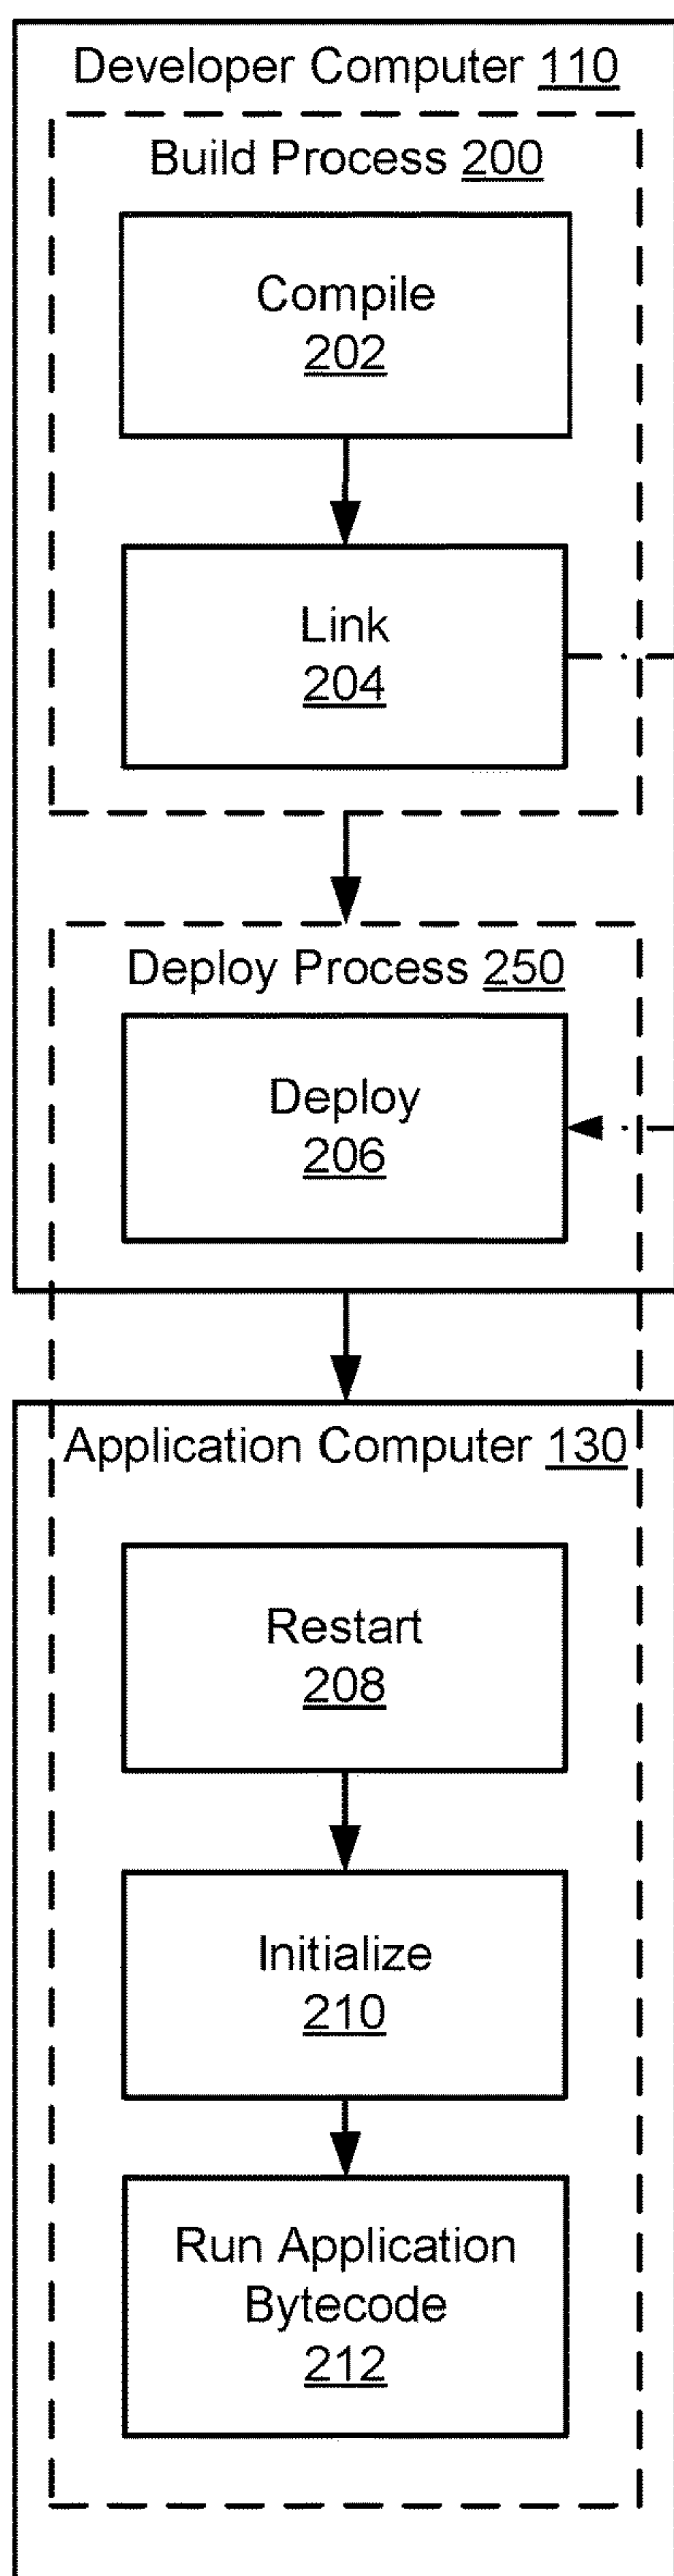 Developer Computer 110
Build Process 200
Compile
202
Link
204
Deploy Process 250
Deploy
206
Application Computer 130
Restart
208
Initialize
210
Run Application
Bytecode
212